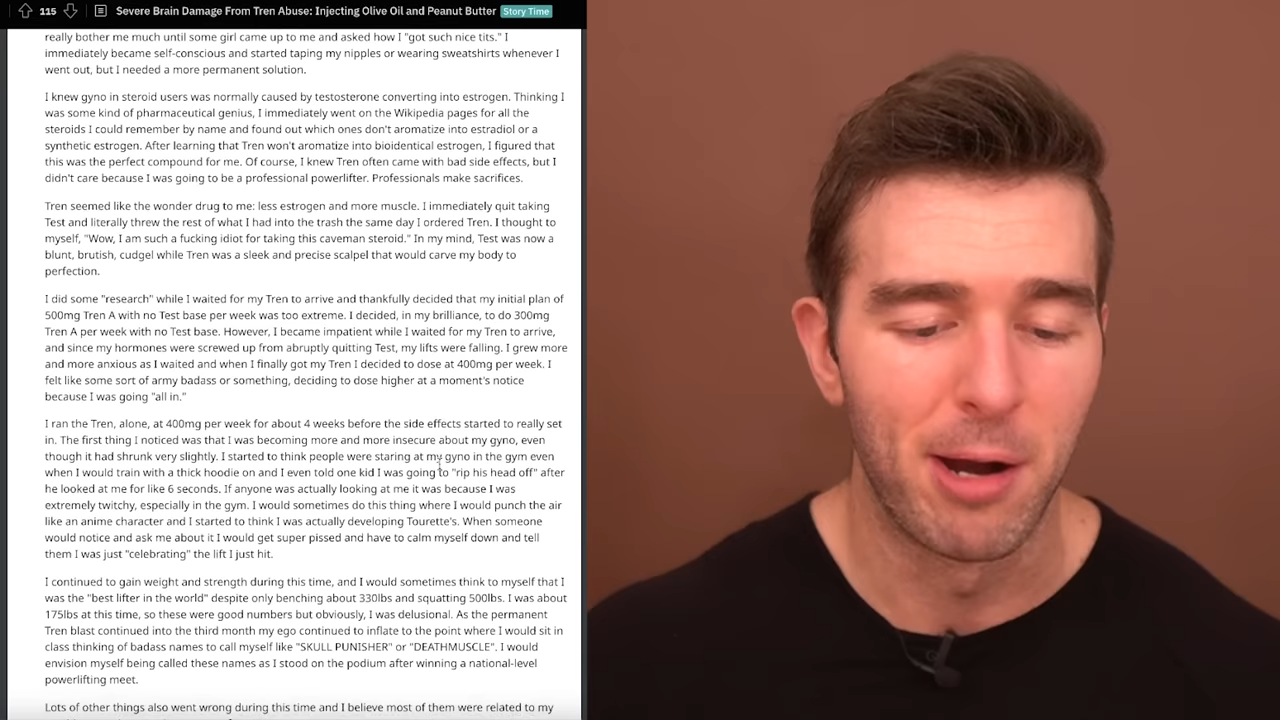 115 Severe Brain Damage From Tren Abuse: Injecting Olive Oil and Peanut Butter Story Time
really bother me much until some girl came up to me and asked how I "got such nice tits." I
immediately became self-conscious and started taping my nipples or wearing sweatshirts whenever I
went out, but I needed a more permanent solution.
I knew gyno in steroid users was normally caused by testosterone converting into estrogen. Thinking I
was some kind of pharmaceutical genius, I immediately went on the Wikipedia pages for all the
steroids I could remember by name and found out which ones don't aromatize into estradiol or a
synthetic estrogen. After learning that Tren won't aromatize into bioidentical estrogen, I figured that
this was the perfect compound for me. Of course, I knew Tren often came with bad side effects, but I
didn't care because I was going to be a professional powerlifter. Professionals make sacrifices.
Tren seemed like the wonder drug to me: less estrogen and more muscle. I immediately quit taking
Test and literally threw the rest of what I had into the trash the same day I ordered Tren. I thought to
myself, "Wow, I am such a fucking idiot for taking this caveman steroid." In my mind, Test was now a
blunt, brutish, cudgel while Tren was a sleek and precise scalpel that would carve my body to
perfection.
I did some "research" while I waited for my Tren to arrive and thankfully decided that my initial plan of
500mg Tren A with no Test base per week was too extreme. I decided, in my brilliance, to do 300mg
Tren A per week with no Test base. However, I became impatient while I waited for my Tren to arrive,
and since my hormones were screwed up from abruptly quitting Test, my lifts were falling. I grew more
and more anxious as I waited and when I finally got my Tren I decided to dose at 400mg per week. I
felt like some sort of army badass or something, deciding to dose higher at a moment's notice
because I was going "all in."
I ran the Tren, alone, at 400mg per week for about 4 weeks before the side effects started to really set
in. The first thing I noticed was that I was becoming more and more insecure about my gyno, even
though it had shrunk very slightly. I started to think people were staring at my gyno in the gym even
when I would train with a thick hoodie on and I even told one kid I was going to "rip his head off" after
he looked at me for like 6 seconds. If anyone was actually looking at me it was because I was
extremely twitchy, especially in the gym. I would sometimes do this thing where I would punch the air
like an anime character and I started to think I was actually developing Tourette's. When someone
would notice and ask me about it I would get super pissed and have to calm myself down and tell
them I was just "celebrating" the lift I just hit.
I continued to gain weight and strength during this time, and I would sometimes think to myself that I
was the "best lifter in the world" despite only benching about 330lbs and squatting 500lbs. I was about
175lbs at this time, so these were good numbers but obviously, I was delusional. As the permanent
Tren blast continued into the third month my ego continued to inflate to the point where I would sit in
class thinking of badass names to call myself like "SKULL PUNISHER" or "DEATHMUSCLE". I would
envision myself being called these names as I stood on the podium after winning a national-level
powerlifting meet.
Lots of other things also went wrong during this time and I believe most of them were related to my